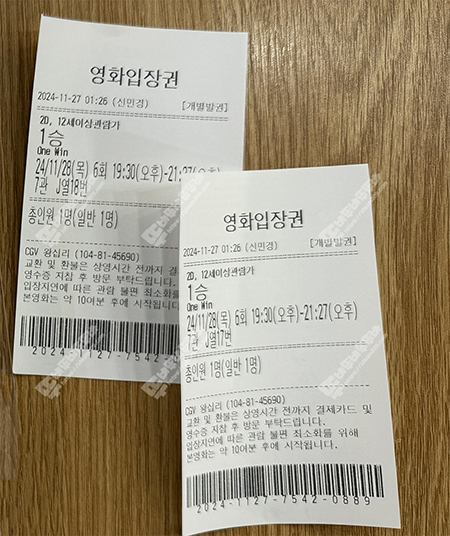 영화입장권
2024-11-27 01:26 (신민경) [개별발권]
2D, 12세이상관람가
1승
One Win
24/11/28(목) 6회 19:30(오후)-21:27(오후)
7관 J열18번
총인원 1명(일반 1명)
CGV 왕십리 (104-81-45690)
교환 및 환불은 상영시간 전까지 결제
영수증 지참 후 방문 부탁드립니다.
입장지연에 따른 관람 불편 최소화를
본영화는 약 10여분 후에 시작됩니다.
2024-1127-7542
영화입장권
2024-11-27 01:26 (신민경) [개별발권]
2D, 12세이상관람가
1승
One Win
24/11/28(목) 6회 19:30(오후)-21:27(오후)
7관 J열17번
총인원 1명(일반 1명)
CGV 왕십리 (104-81-45690)
교환 및 환불은 상영시간 전까지 결제카드 및
영수증 지참 후 방문 부탁드립니다.
입장지연에 따른 관람 불편 최소화를 위해
본영화는 약 10여분 후에 시작됩니다.
2024-1127-7542-0889